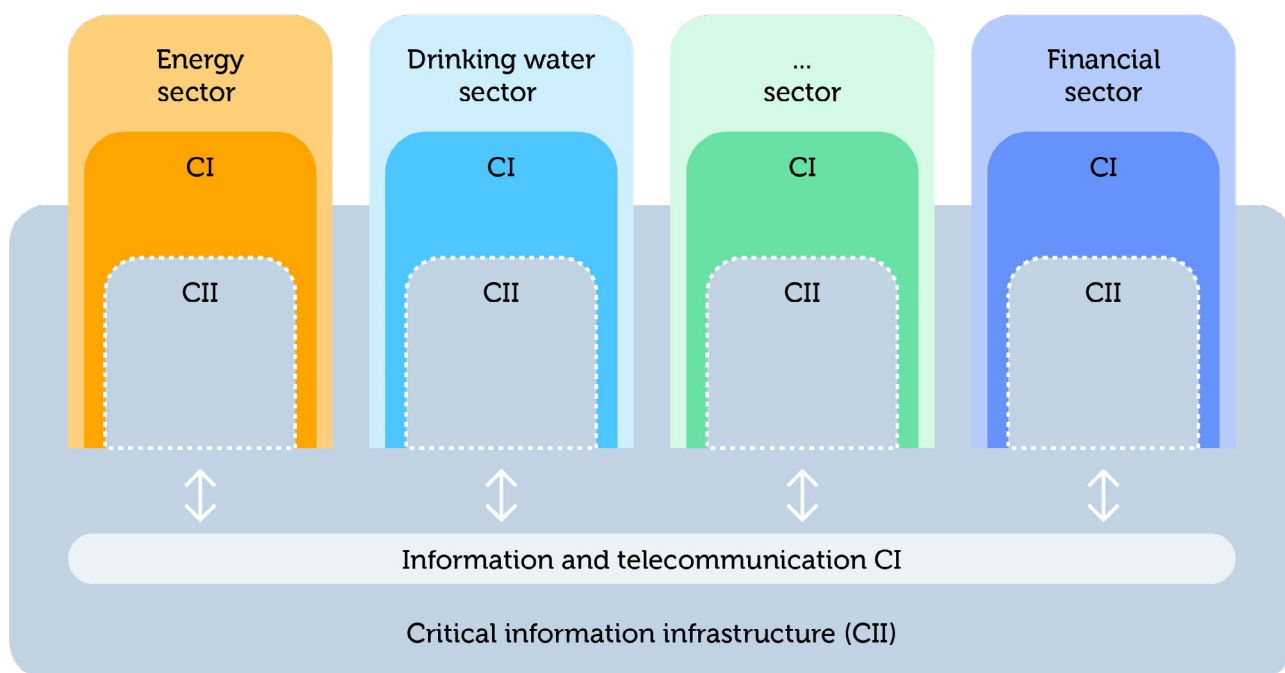 Energy
sector
Drinking water
sector
...
sector
Financial
sector
CI
CI
CI
CI
CII
CII
CII
CII
Information and telecommunication CI
Critical information infrastructure (CII)